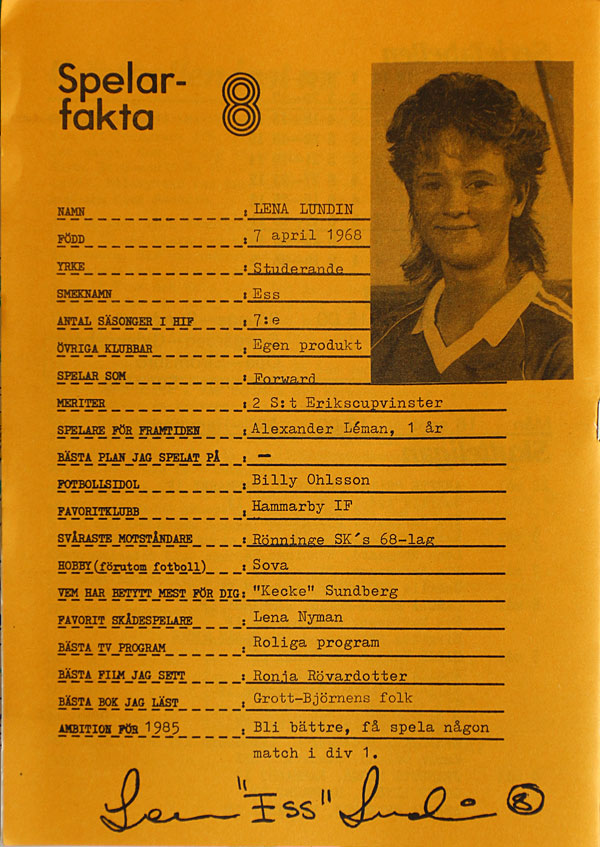 Spelar-
fakta 8
NAMN : LENA LUNDIN
FÖDD : 7 april 1968
YRKE : Studerande
SMEKNAMN : Ess
ANTAL SÄSONGER I HIF : 7:e
ÖVRIGA KLUBBAR : Egen produkt
SPELAR SOM : Forward
MERITER : 2 S:t Erikscupvinster
SPELARE FÖR FRAMTIDEN : Alexander Léman, 1 år
BÄSTA PLAN JAG SPELAT PÅ : —
FOTBOLLSIDOL : Billy Ohlsson
FAVORITKLUBB : Hammarby IF
SVÅRASTE MOTSTÅNDARE : Rönninge SK´s 68-lag
HOBBY(förutom fotboll) : Sova
VEM HAR BETYTT MEST FÖR DIG: "Kecke" Sundberg
FAVORIT SKÅDESPELARE : Lena Nyman
BÄSTA TV PROGRAM : Roliga program
BÄSTA FILM JAG SETT : Ronja Rövardotter
BÄSTA BOK JAG LÄST : Grott-Björnens folk
AMBITION FÖR 1985 : Bli bättre, få spela någon
match i div 1.
Lena "Ess" Lundin 8